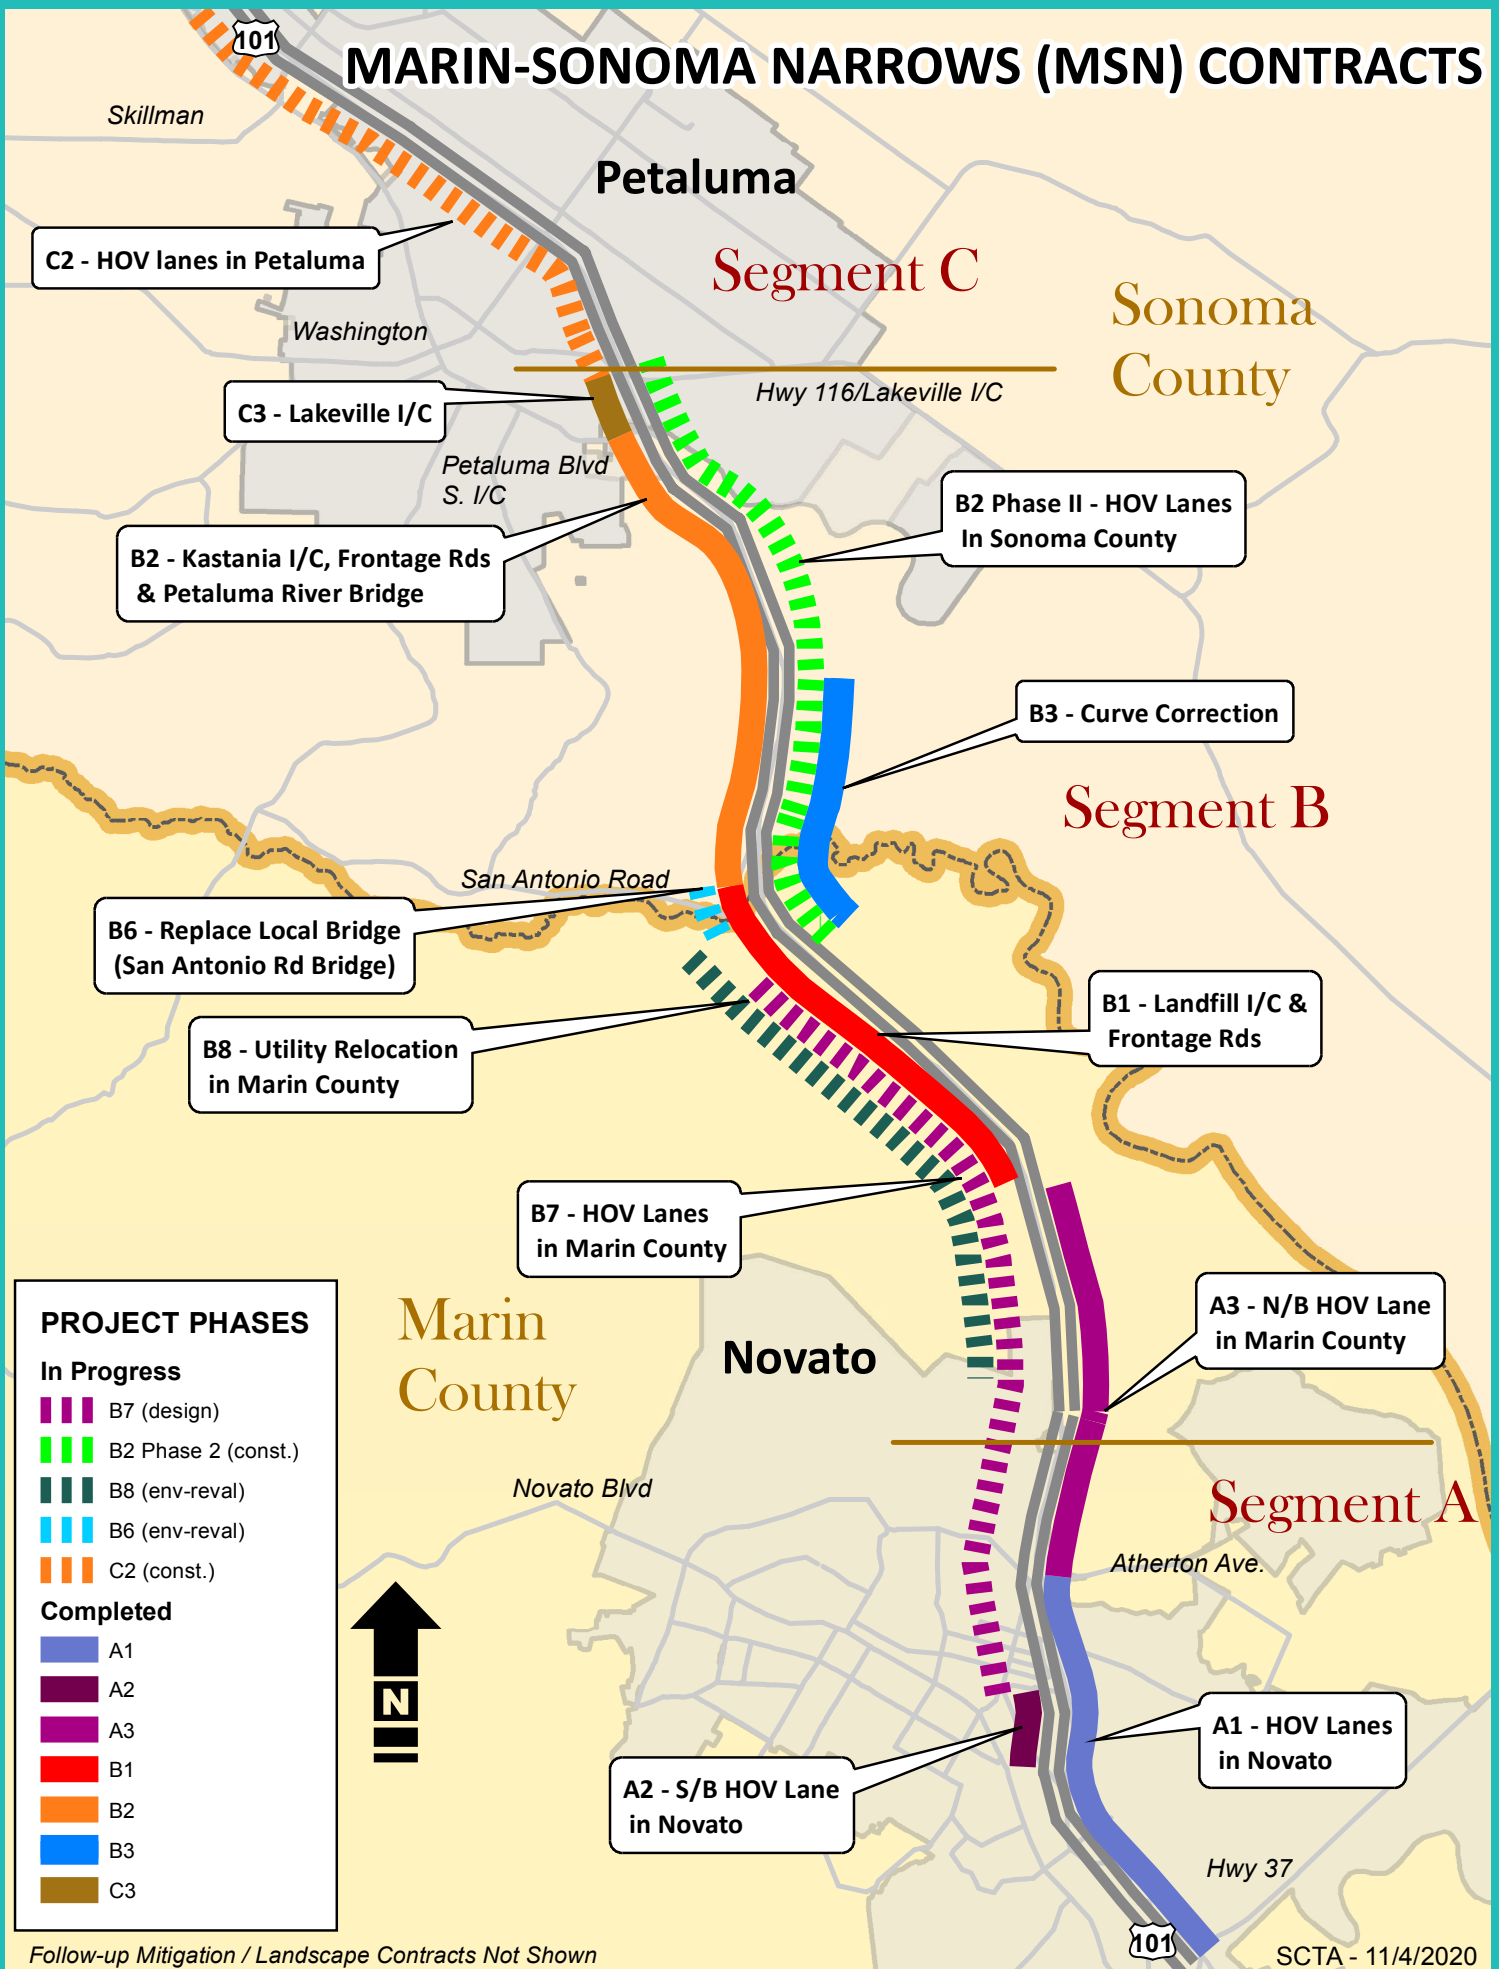 101
MARIN-SONOMA NARROWS (MSN) CONTRACTS
Skillman
Petaluma
C2 - HOV lanes in Petaluma
Segment C
Sonoma
County
Washington
Hwy 116/Lakeville I/C
C3 - Lakeville I/C
Petaluma Blvd
S. I/C
B2 Phase II - HOV Lanes
In Sonoma County
B2 - Kastania I/C, Frontage Rds
& Petaluma River Bridge
B3 - Curve Correction
Segment B
San Antonio Road
B6 - Replace Local Bridge
(San Antonio Rd Bridge)
B1 - Landfill I/C &
Frontage Rds
B8 - Utility Relocation
in Marin County
B7 - HOV Lanes
in Marin County
A3 - N/B HOV Lane
in Marin County
Marin
County
Novato
Segment A
Novato Blvd
Atherton Ave.
A1 - HOV Lanes
in Novato
A2 - S/B HOV Lane
in Novato
Hwy 37
101
N
PROJECT PHASES
In Progress
B7 (design)
B2 Phase 2 (const.)
B8 (env-reval)
B6 (env-reval)
C2 (const.)
Completed
A1
A2
A3
B1
B2
B3
C3
Follow-up Mitigation / Landscape Contracts Not Shown
SCTA - 11/4/2020